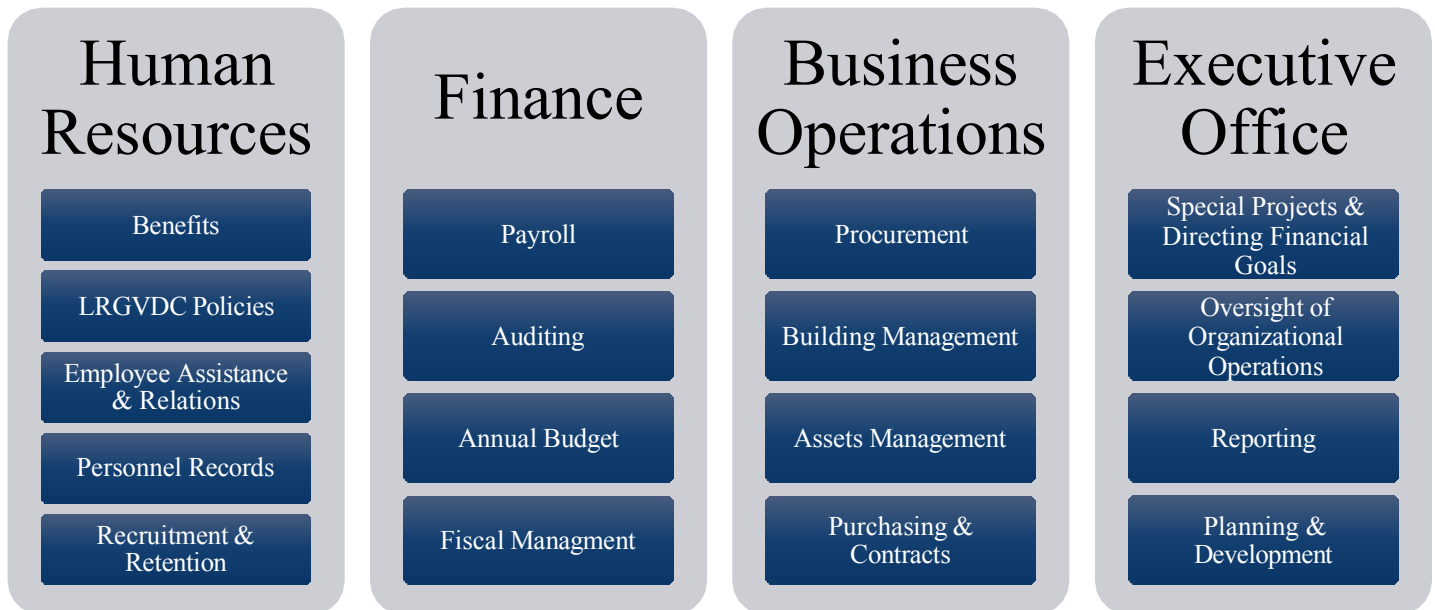 Human
Resources
Benefits
LRGVDC Policies
Employee Assistance
& Relations
Personnel Records
Recruitment &
Retention
Finance
Payroll
Auditing
Annual Budget
Fiscal Managment
Business
Operations
Procurement
Building Management
Assets Management
Purchasing &
Contracts
Executive
Office
Special Projects &
Directing Financial
Goals
Oversight of
Organizational
Operations
Reporting
Planning &
Development